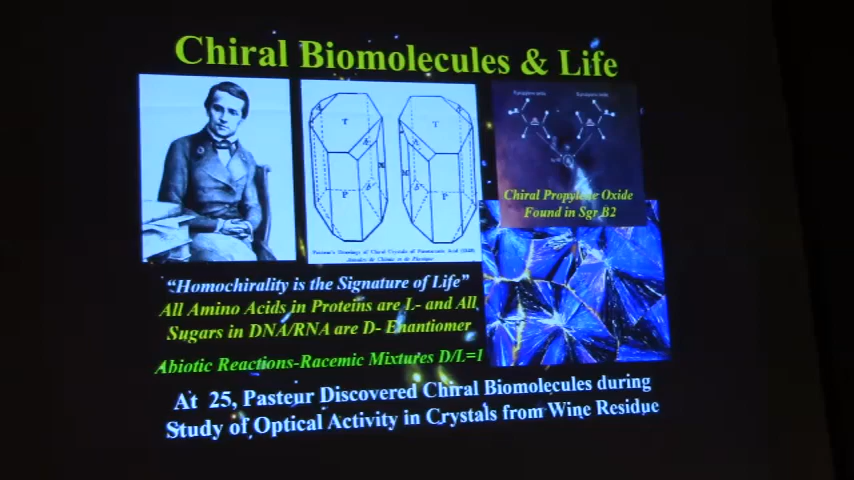 Chiral Biomolecules & Life
T
T
P
P
Chiral Propylene Oxide
Found in Sgr B2
"Homochirality is the Signature of Life"
All Amino Acids in Proteins are L- and All
Sugars in DNA/RNA are D- Enantiomer
Abiotic Reactions-Racemic Mixtures D/L=1
At 25, Pasteur Discovered Chiral Biomolecules during
Study of Optical Activity in Crystals from Wine Residue